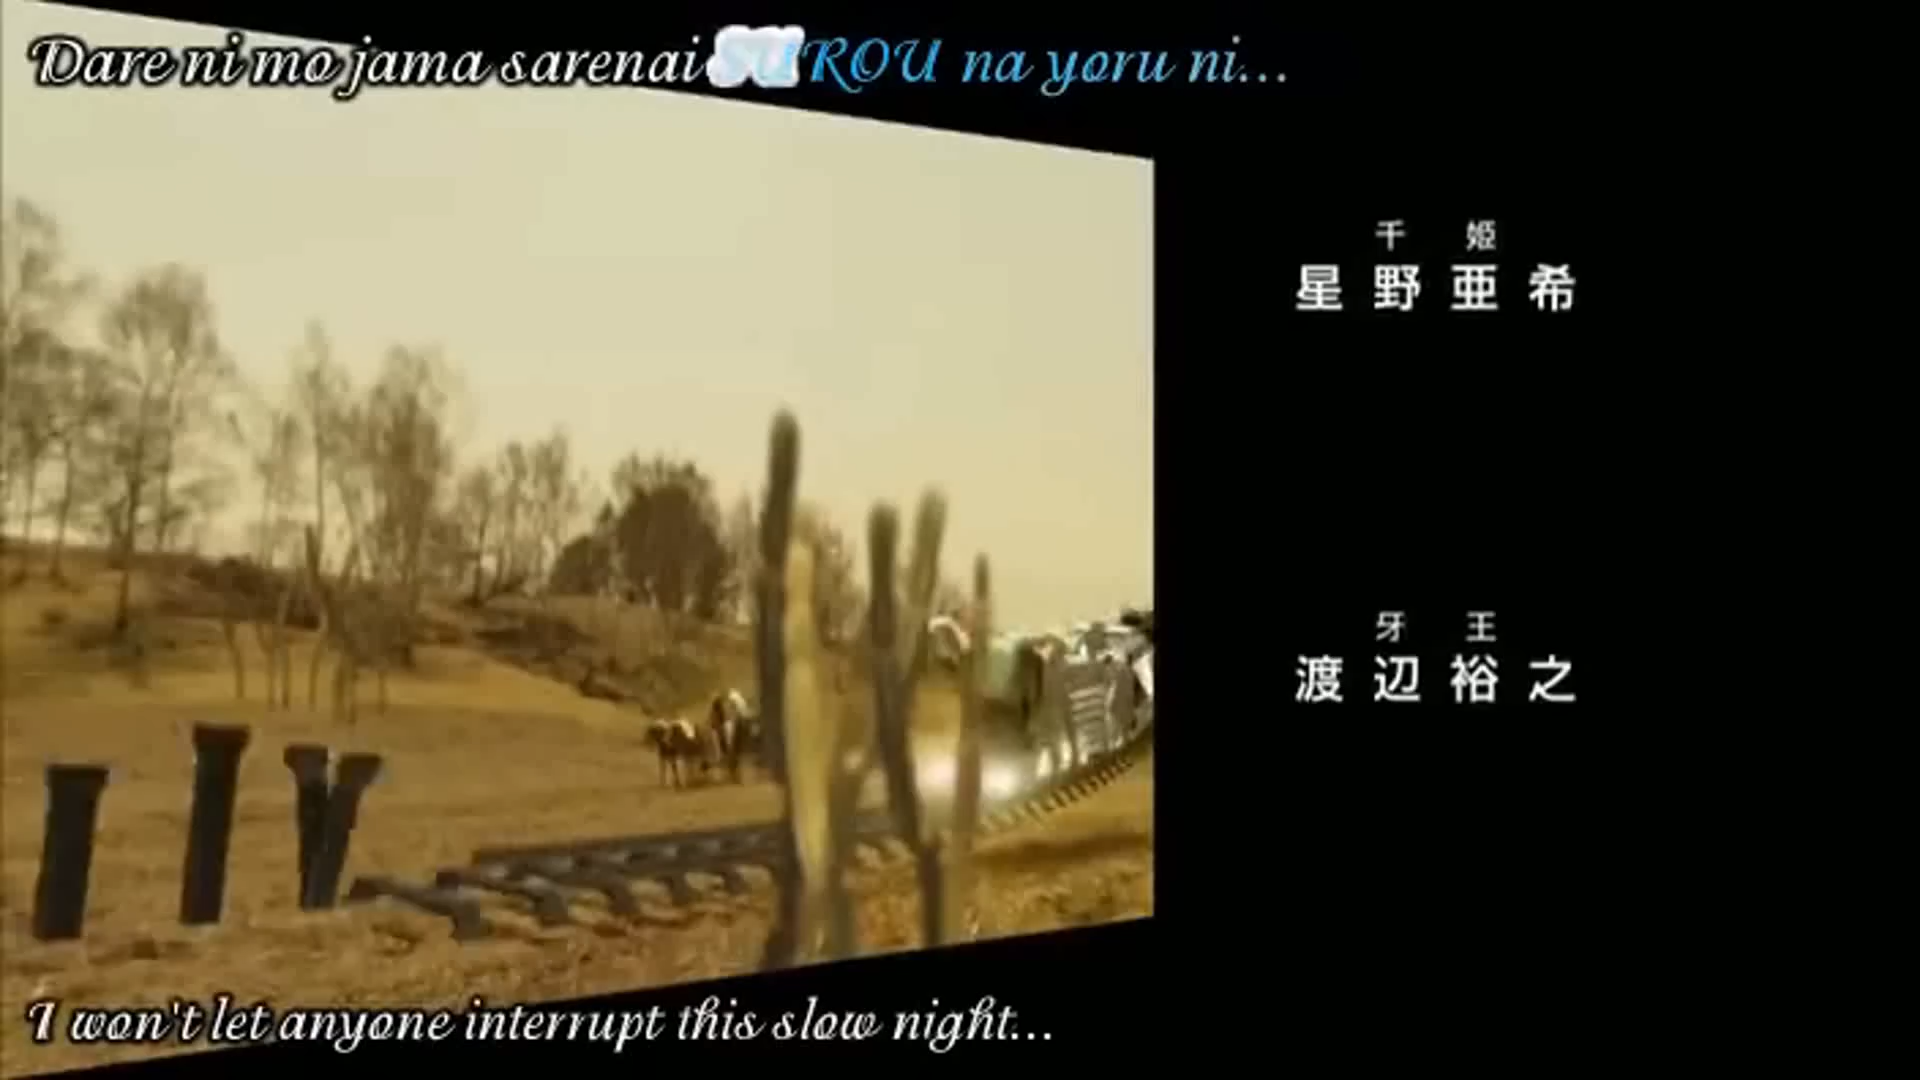 Dare ni mo jama sarenai SUROU na yoru ni...
千 姫
星 野 亜 希
牙 王
渡 辺 裕 之
I won't let anyone interrupt this slow night...